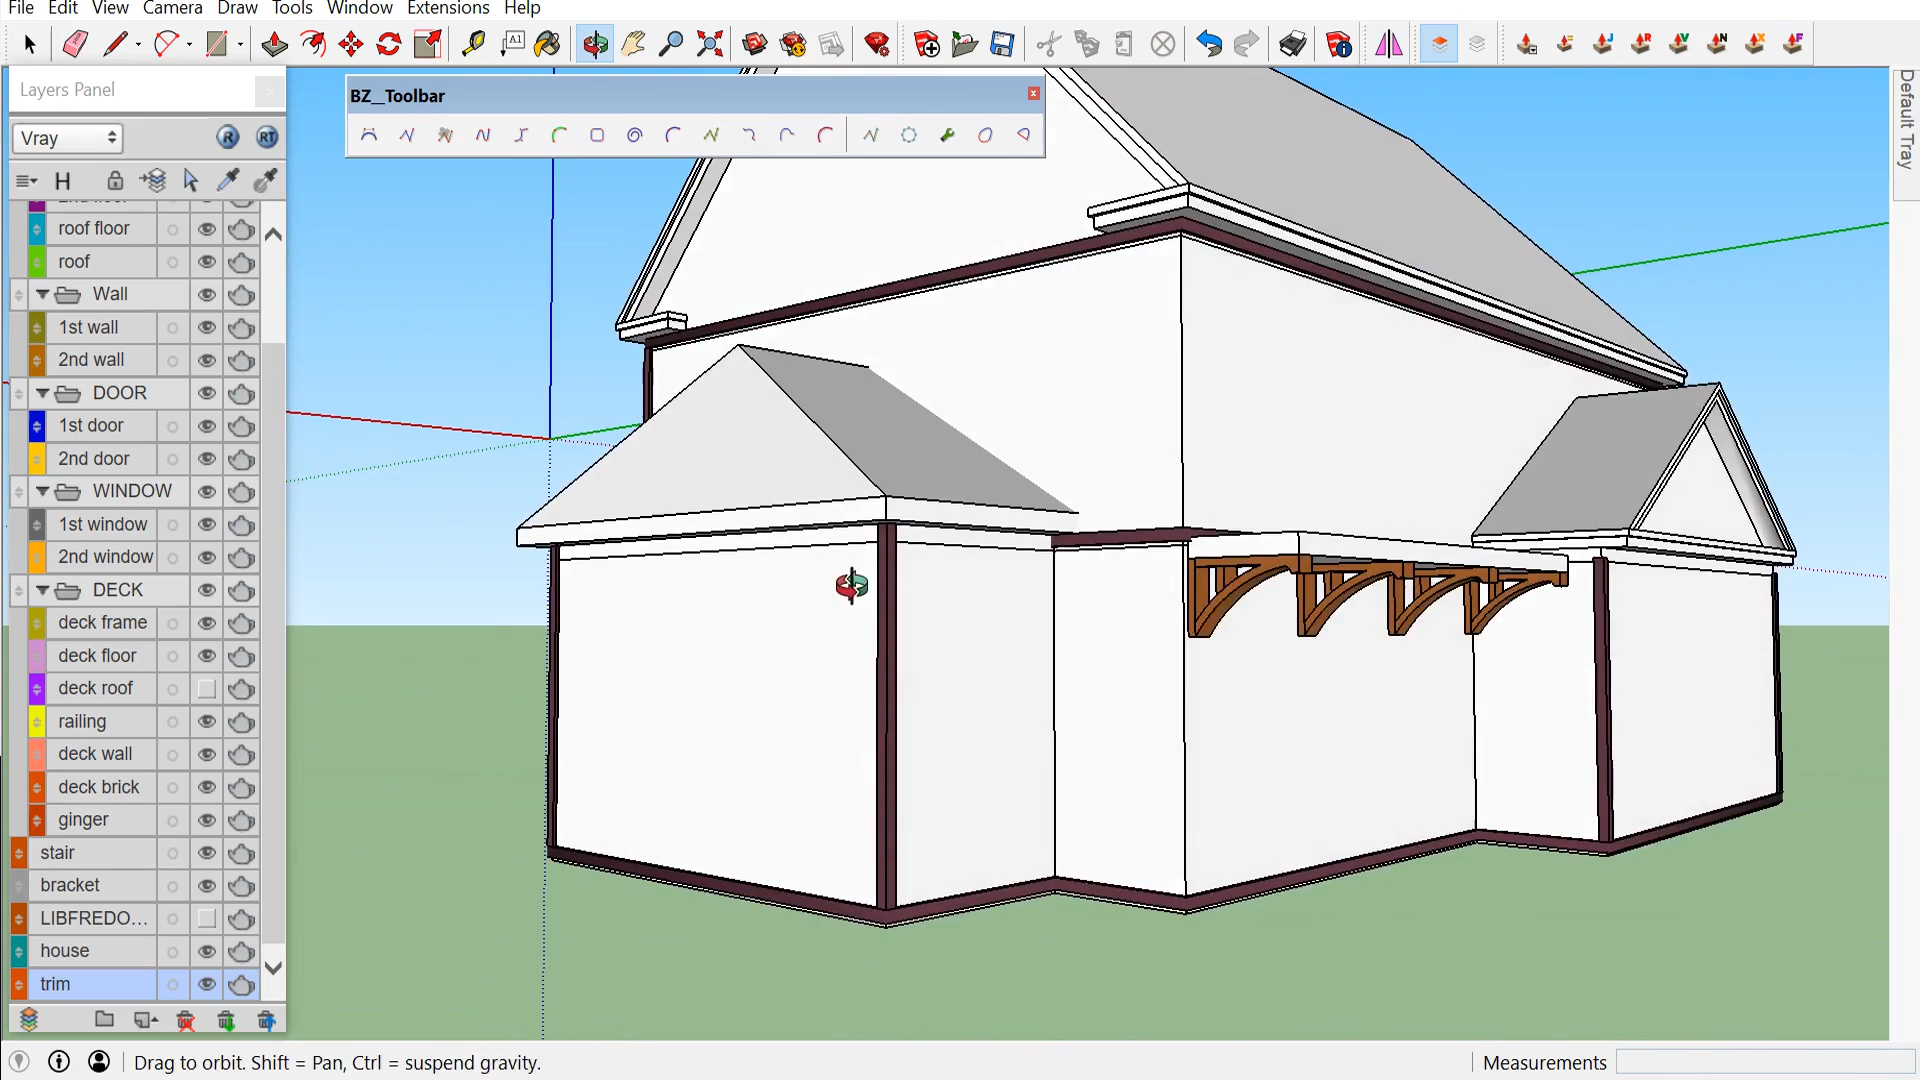 File Edit View Camera Draw Tools Window Extensions Help
A1
Layers Panel
Default Tray
BZ__Toolbar
Vray
R RT
H
roof floor
roof
Wall
1st wall
2nd wall
DOOR
1st door
2nd door
WINDOW
1st window
2nd window
DECK
deck frame
deck floor
deck roof
railing
deck wall
deck brick
ginger
stair
bracket
LIBFREDO...
house
trim
Drag to orbit. Shift = Pan, Ctrl = suspend gravity.
Measurements